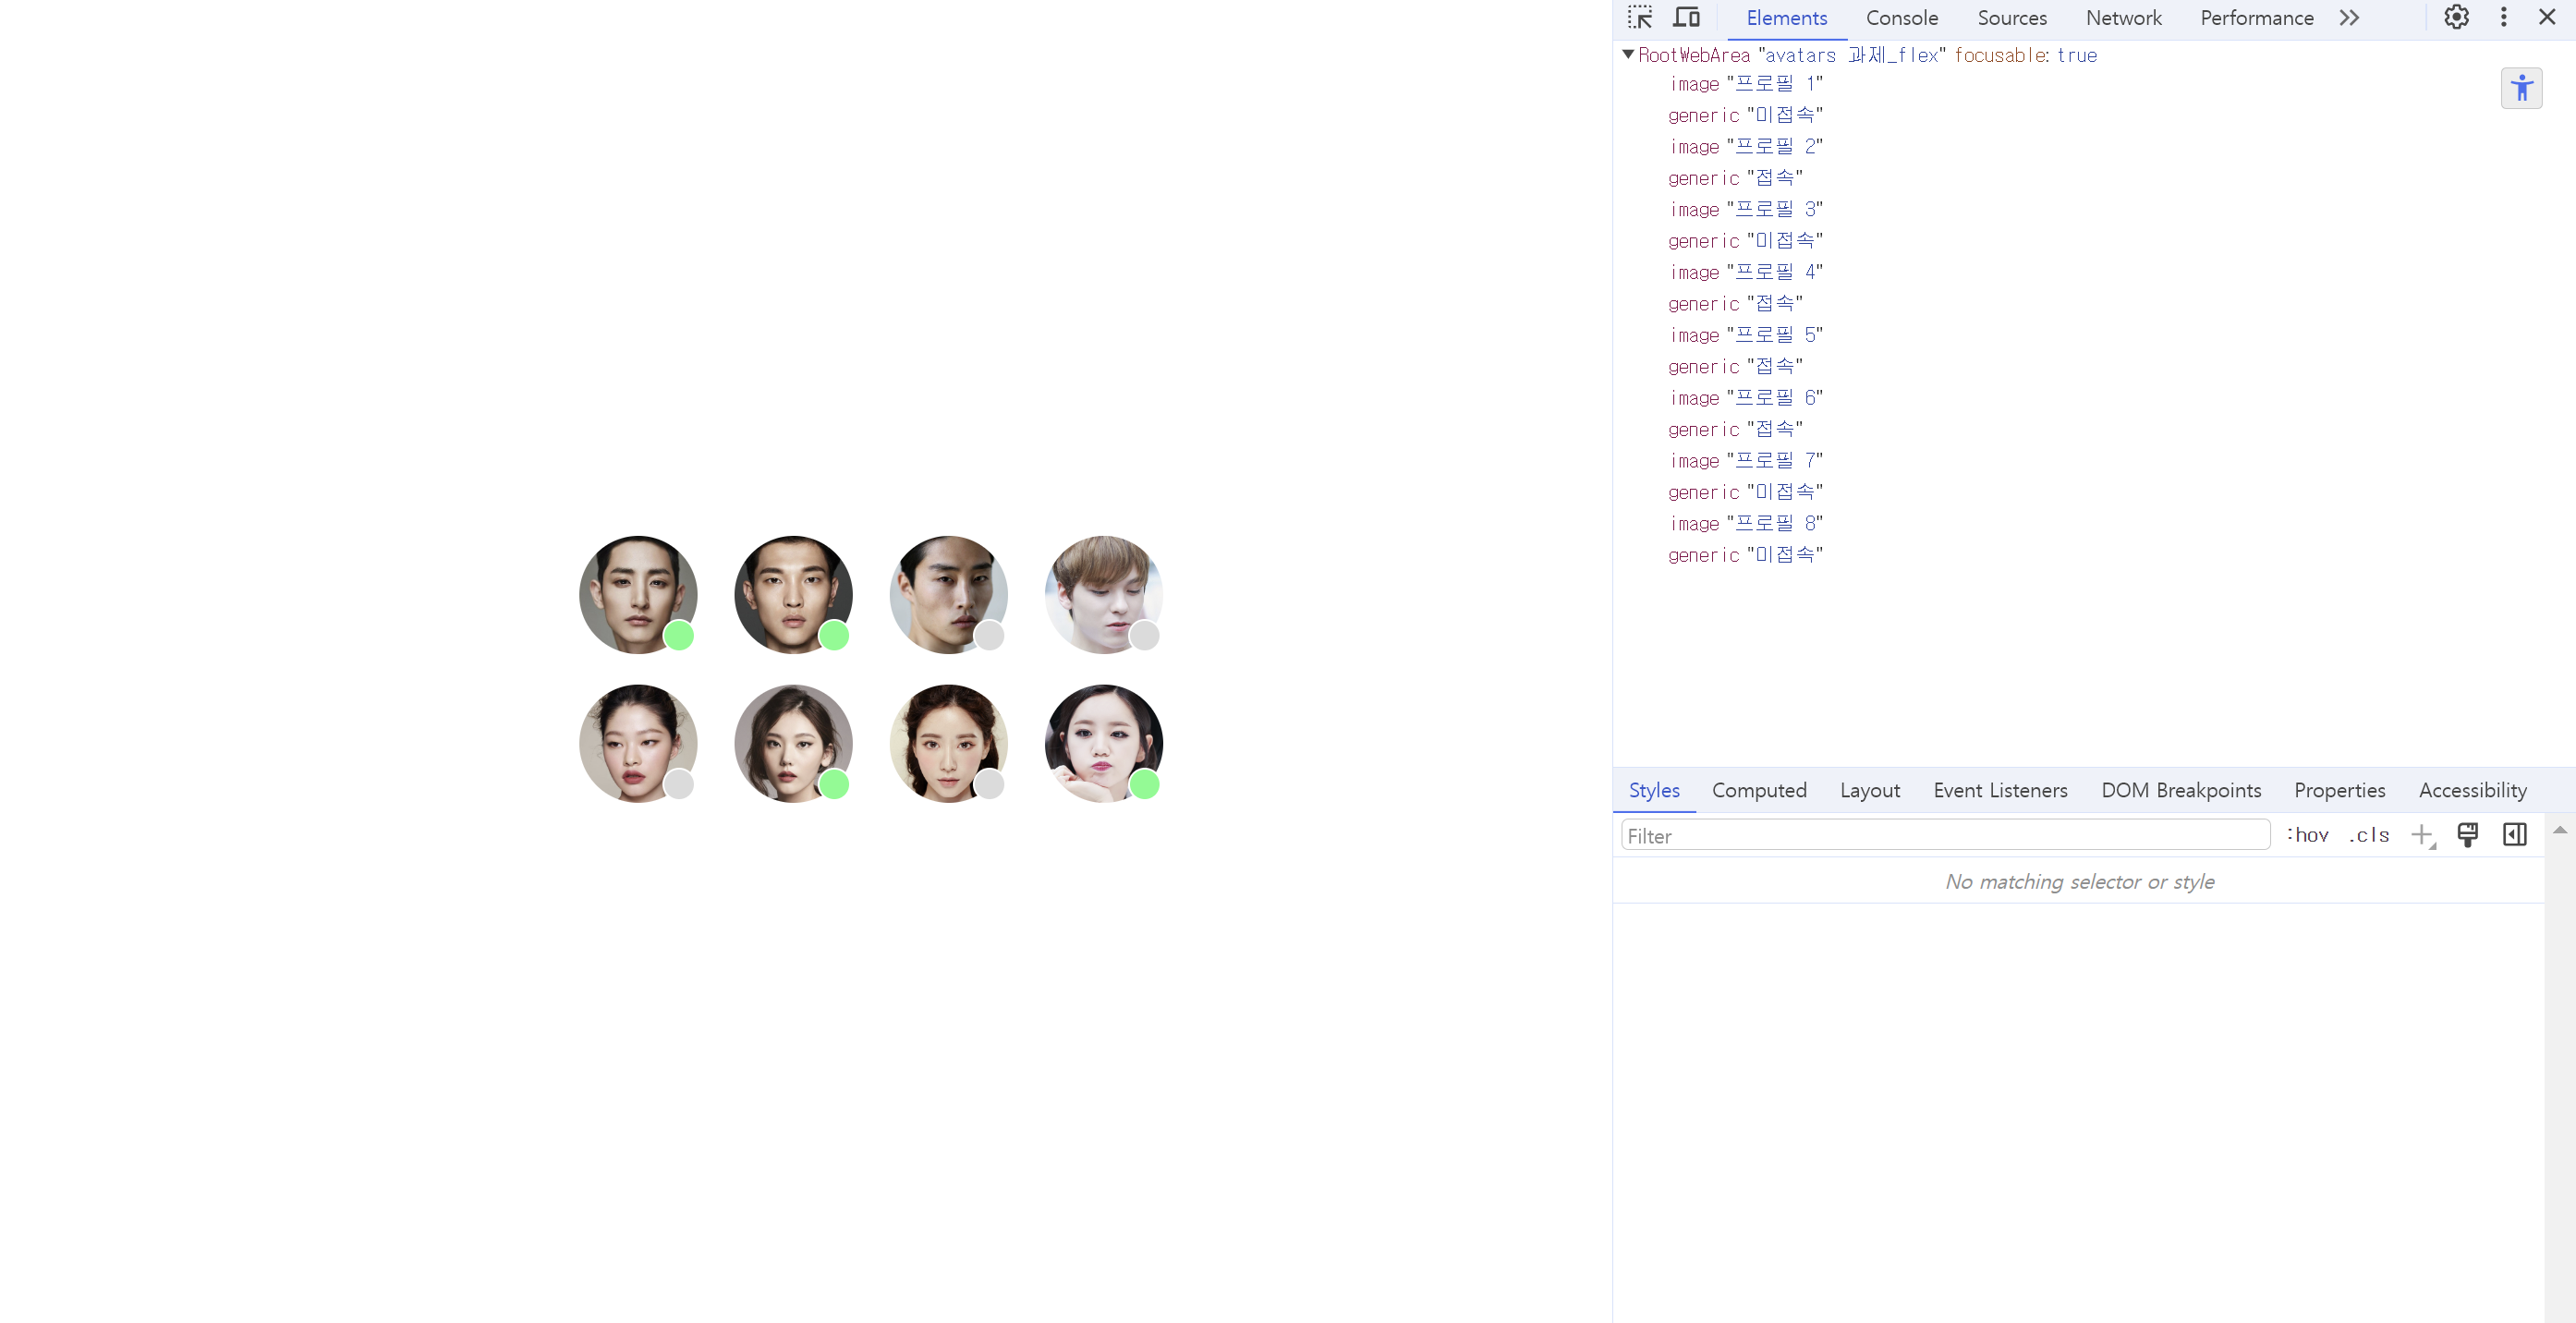 Elements Console Sources Network Performance
RootWebArea "avatars 과제_flex" focusable: true
image "프로필 1"
generic "미접속"
image "프로필 2"
generic "접속"
image "프로필 3"
generic "미접속"
image "프로필 4"
generic "접속"
image "프로필 5"
generic "접속"
image "프로필 6"
generic "접속"
image "프로필 7"
generic "미접속"
image "프로필 8"
generic "미접속"
Styles Computed Layout Event Listeners DOM Breakpoints Properties Accessibility
Filter :hov .cls
No matching selector or style